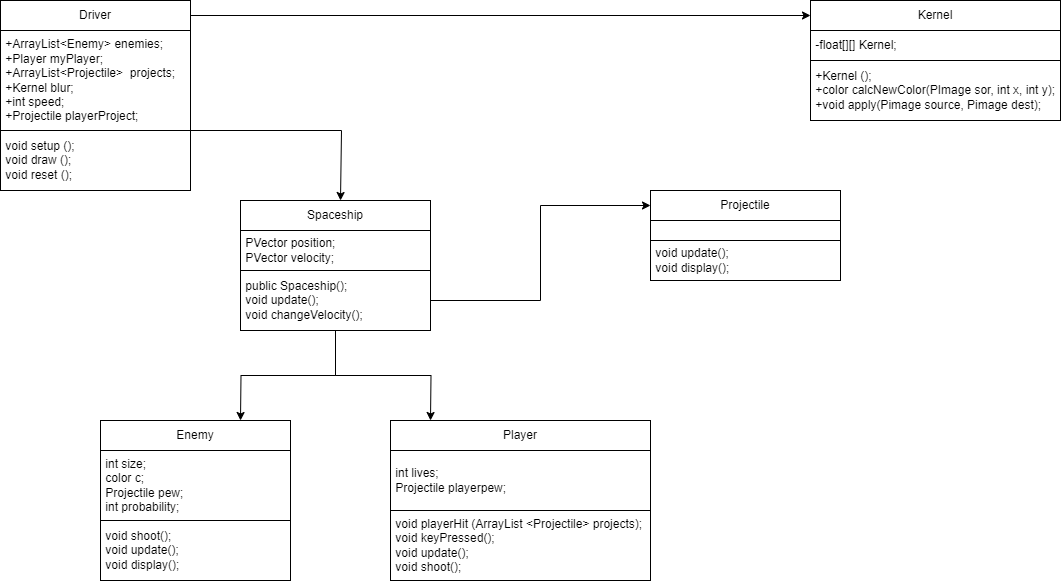 Driver
+ArrayList<Enemy> enemies;
+Player myPlayer;
+ArrayList<Projectile>  projects;
+Kernel blur;
+int speed;
+Projectile playerProject;
void setup ();
void draw ();
void reset ();
Kernel
-float[][] Kernel;
+Kernel ();
+color calcNewColor(PImage sor, int x, int y);
+void apply(Pimage source, Pimage dest);
Spaceship
PVector position;
PVector velocity;
public Spaceship();
void update();
void changeVelocity();
Projectile
void update();
void display();
Enemy
int size;
color c;
Projectile pew;
int probability;
void shoot();
void update();
void display();
Player
int lives;
Projectile playerpew;
void playerHit (ArrayList <Projectile> projects);
void keyPressed();
void update();
void shoot();